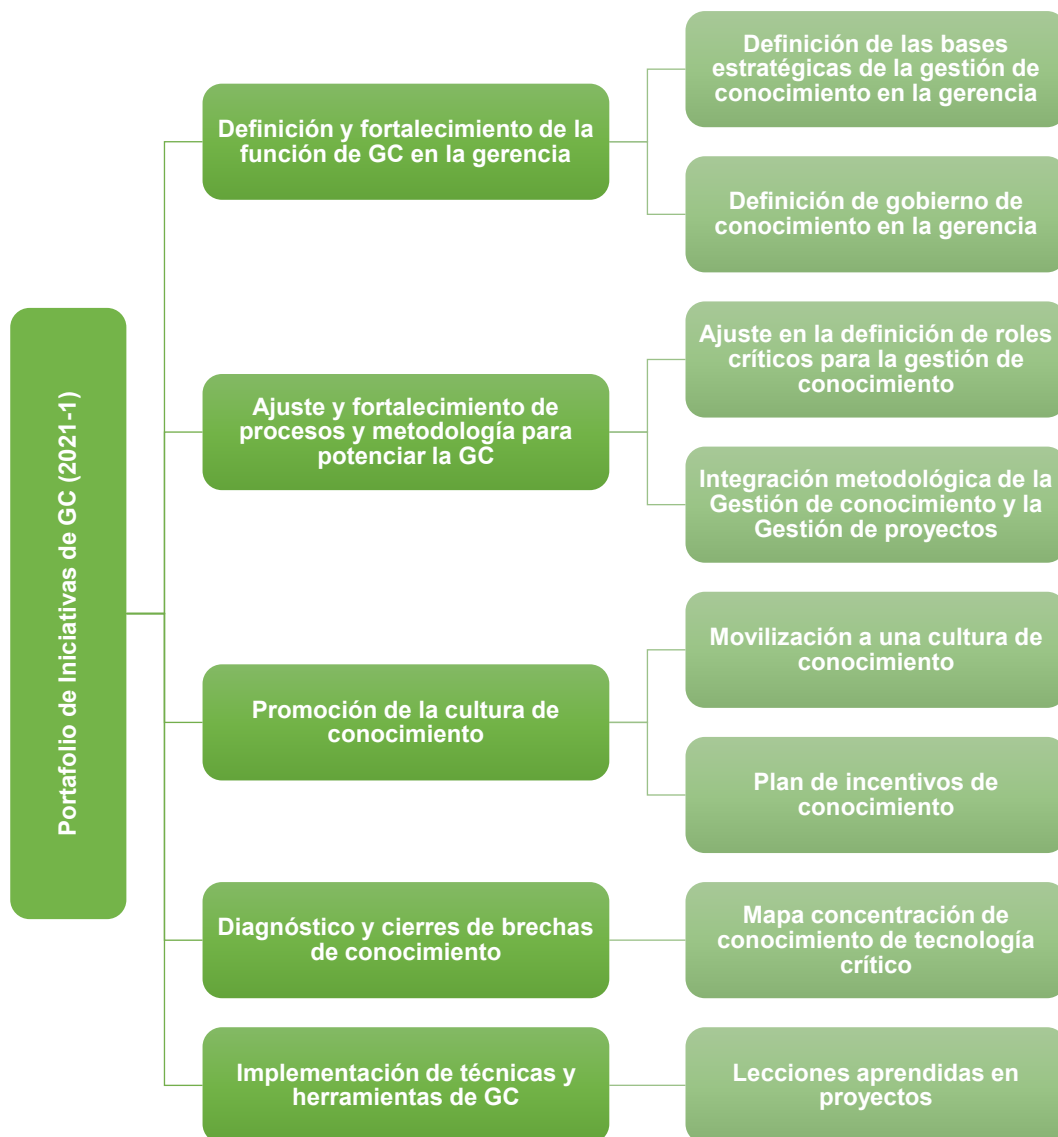 Portafolio de Iniciativas de GC (2021-1)
Definición y fortalecimiento de la
función de GC en la gerencia
Definición de las bases
estratégicas de la gestión de
conocimiento en la gerencia
Definición de gobierno de
conocimiento en la gerencia
Ajuste y fortalecimiento de
procesos y metodología para
potenciar la GC
Ajuste en la definición de roles
críticos para la gestión de
conocimiento
Integración metodológica de la
Gestión de conocimiento y la
Gestión de proyectos
Promoción de la cultura de
conocimiento
Movilización a una cultura de
conocimiento
Plan de incentivos de
conocimiento
Diagnóstico y cierres de brechas
de conocimiento
Mapa concentración de
conocimiento de tecnología
crítico
Implementación de técnicas y
herramientas de GC
Lecciones aprendidas en
proyectos